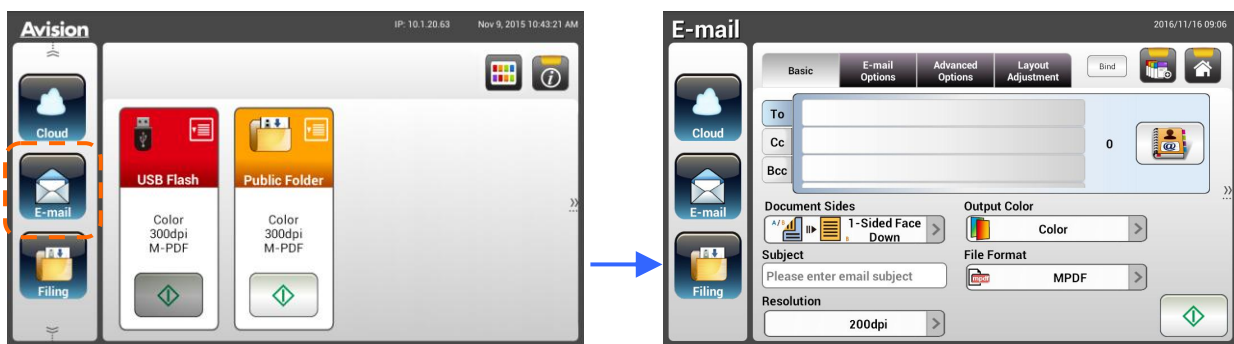 Avision
IP: 10.1.20.63
Nov 9, 2015 10:43:21 AM
Cloud
E-mail
Filing
USB Flash
Color
300dpi
M-PDF
Public Folder
Color
300dpi
M-PDF
E-mail
2016/11/16 09:06
Cloud
E-mail
Filing
Basic
E-mail
Options
Advanced
Options
Layout
Adjustment
Bind
To
Cc
Bcc
0
Document Sides
1-Sided Face
Down
Output Color
Color
Subject
Please enter email subject
File Format
MPDF
Resolution
200dpi